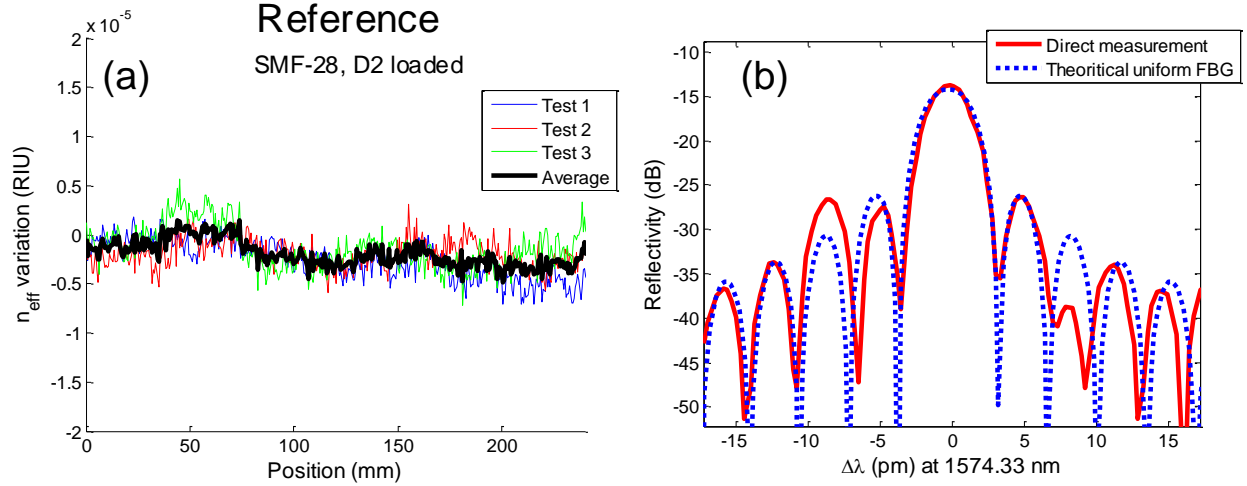 Reference
SMF-28, D2 loaded
(a)
x 10^-5
2
1.5
1
0.5
0
-0.5
-1
-1.5
-2
n_eff variation (RIU)
0
50
100
150
200
Position (mm)
Test 1
Test 2
Test 3
Average
(b)
Direct measurement
Theoritical uniform FBG
-10
-15
-20
-25
-30
-35
-40
-45
-50
Reflectivity (dB)
-15
-10
-5
0
5
10
15
Δλ (pm) at 1574.33 nm